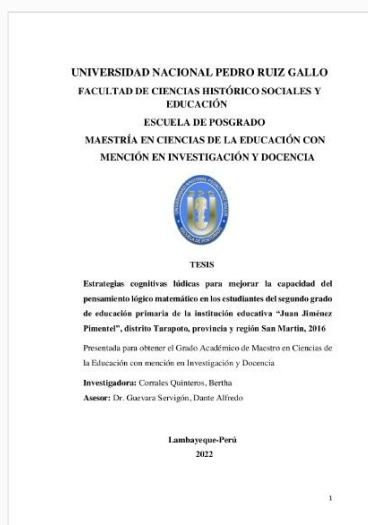 UNIVERSIDAD NACIONAL PEDRO RUIZ GALLO
FACULTAD DE CIENCIAS HISTÓRICO SOCIALES Y
EDUCACIÓN
ESCUELA DE POSGRADO
MAESTRÍA EN CIENCIAS DE LA EDUCACIÓN CON
MENCIÓN EN INVESTIGACIÓN Y DOCENCIA
TESIS
Estrategias cognitivas lúdicas para mejorar la capacidad del
pensamiento lógico matemático en los estudiantes del segundo grado
de educación primaria de la institución educativa “Juan Jiménez
Pimentel”, distrito Tarapoto, provincia y región San Martín, 2016
Presentada para obtener el Grado Académico de Maestro en Ciencias de
la Educación con mención en Investigación y Docencia
Investigadora: Corrales Quinteros, Bertha
Asesor: Dr. Guevara Servigón, Dante Alfredo
Lambayeque-Perú
2022
1